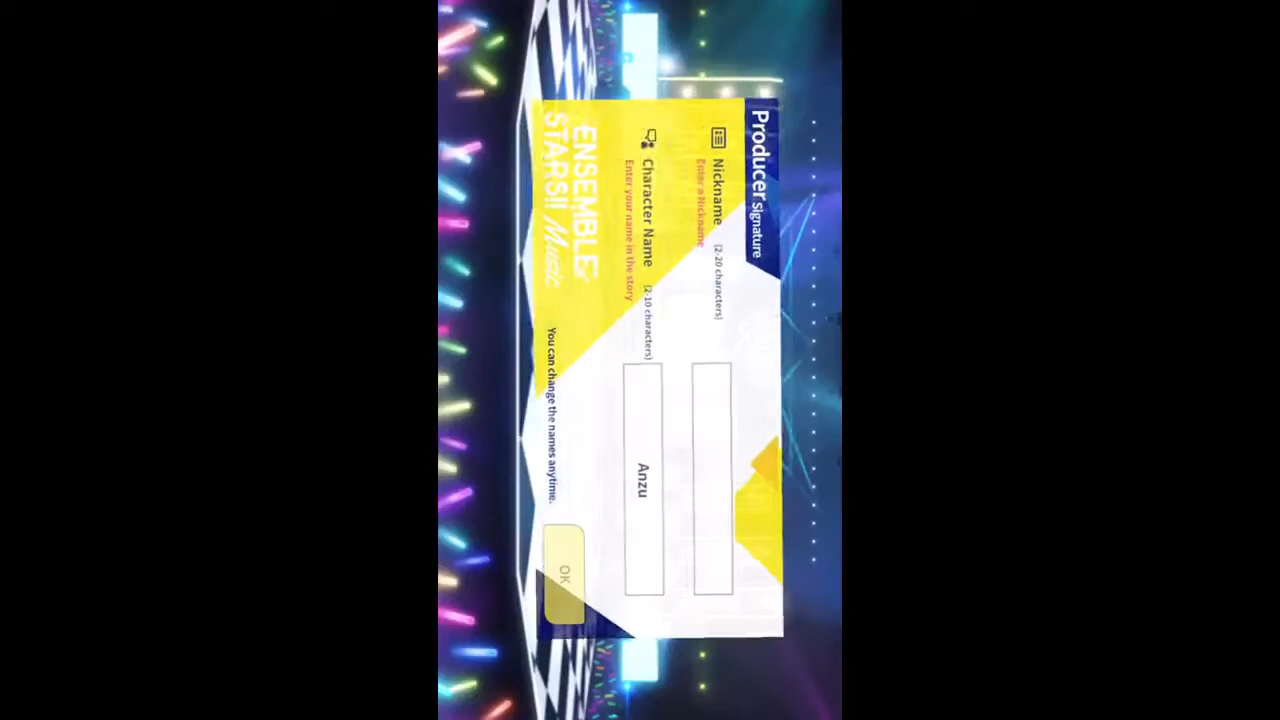 Producer signature
Nickname (2-20 characters)
Enter a Nickname
Character Name (2-10 characters)
Enter your name in the story
Anzu
ENSEMBLE
STARS!! Music
You can change the names anytime.
OK